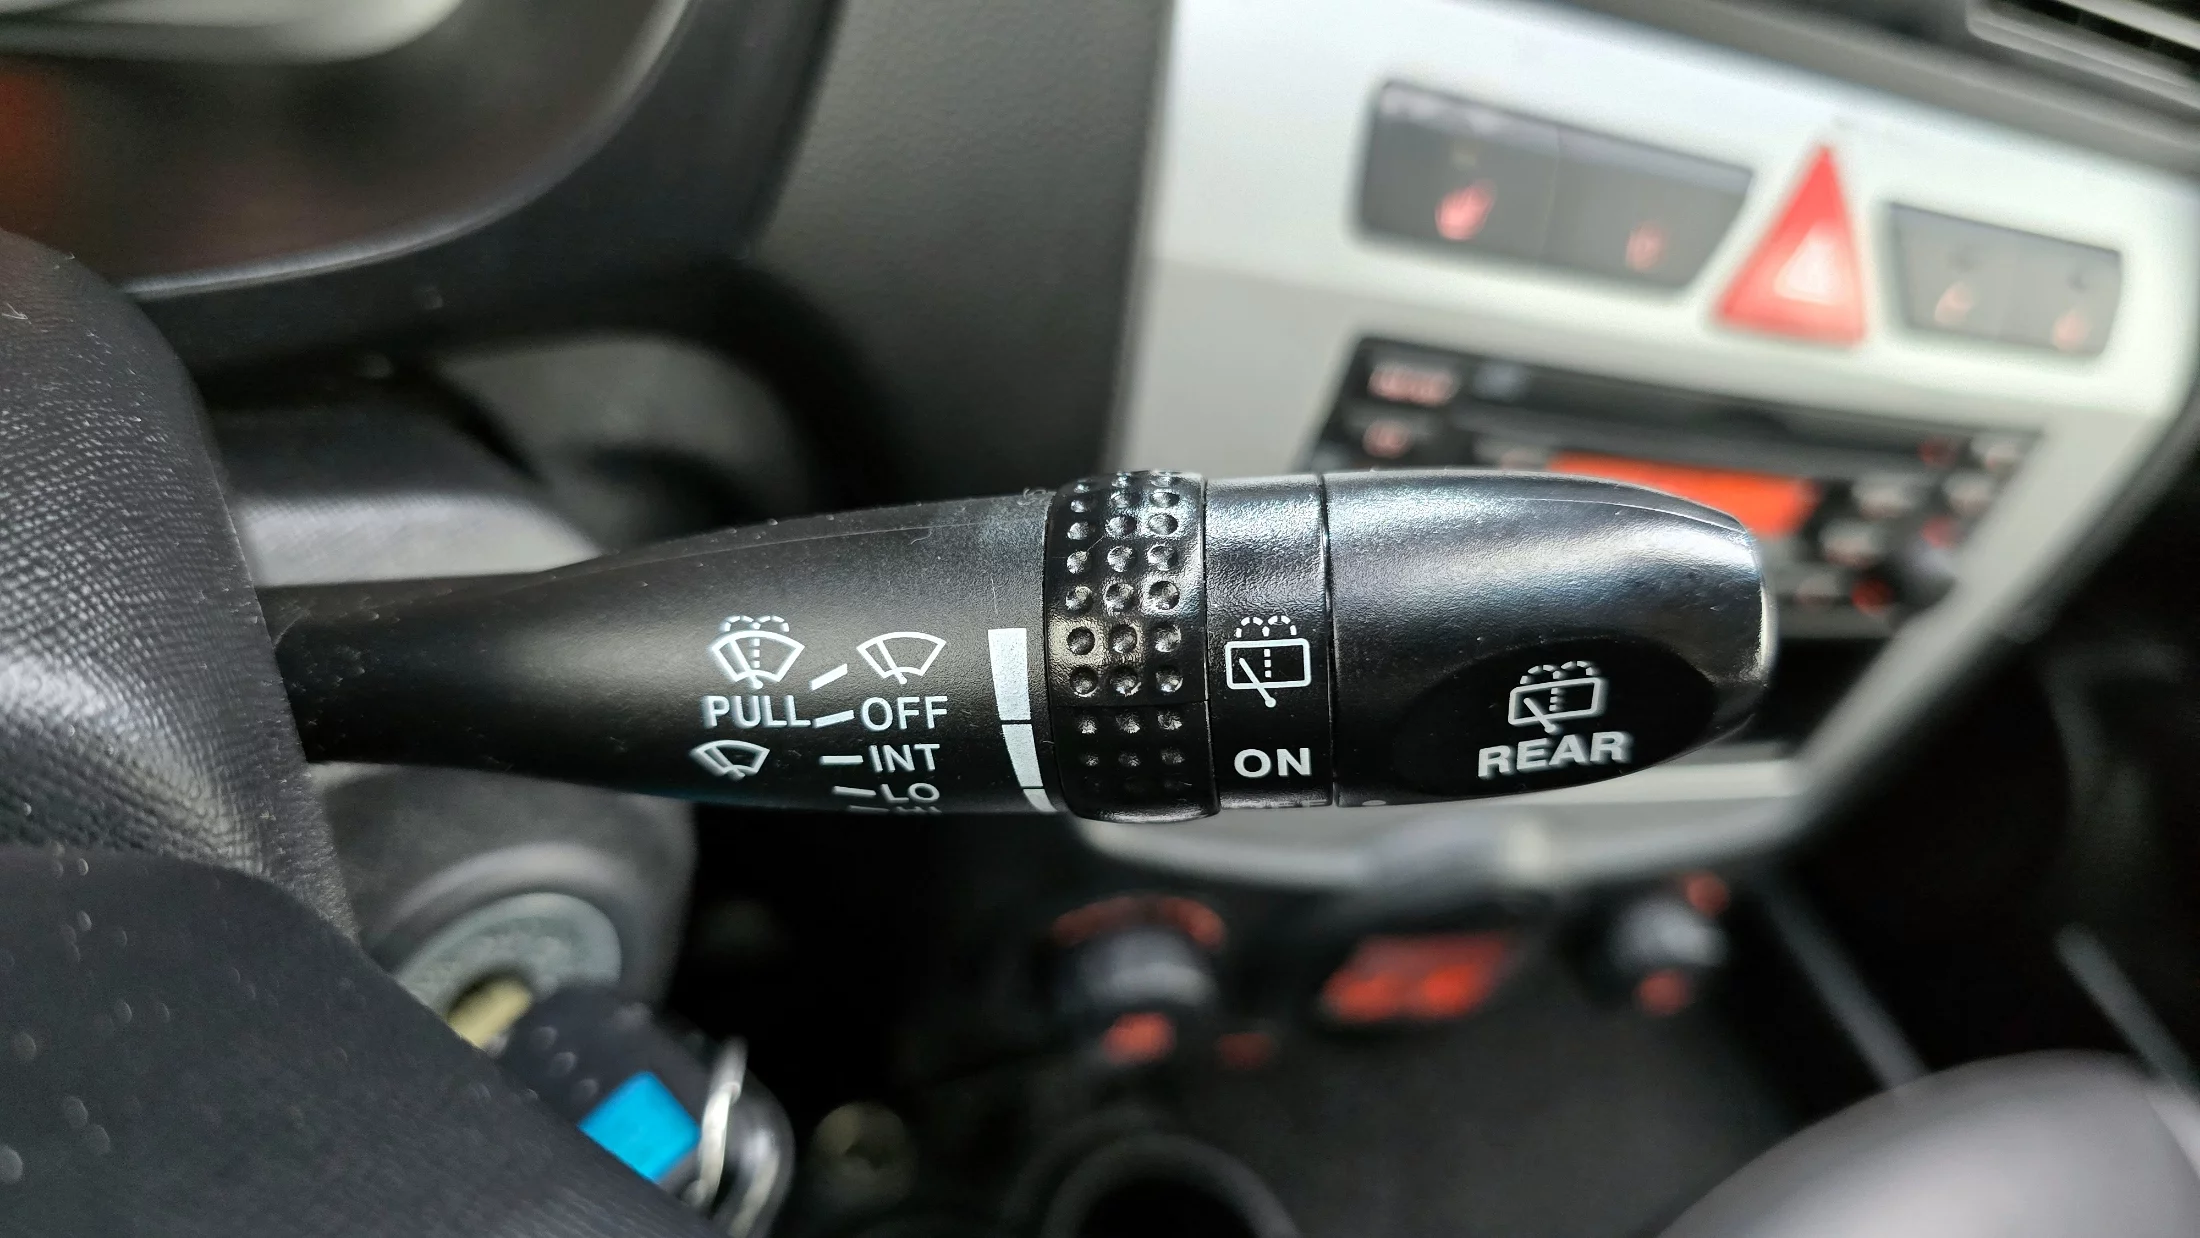 PULL OFF
INT
LO
ON
REAR